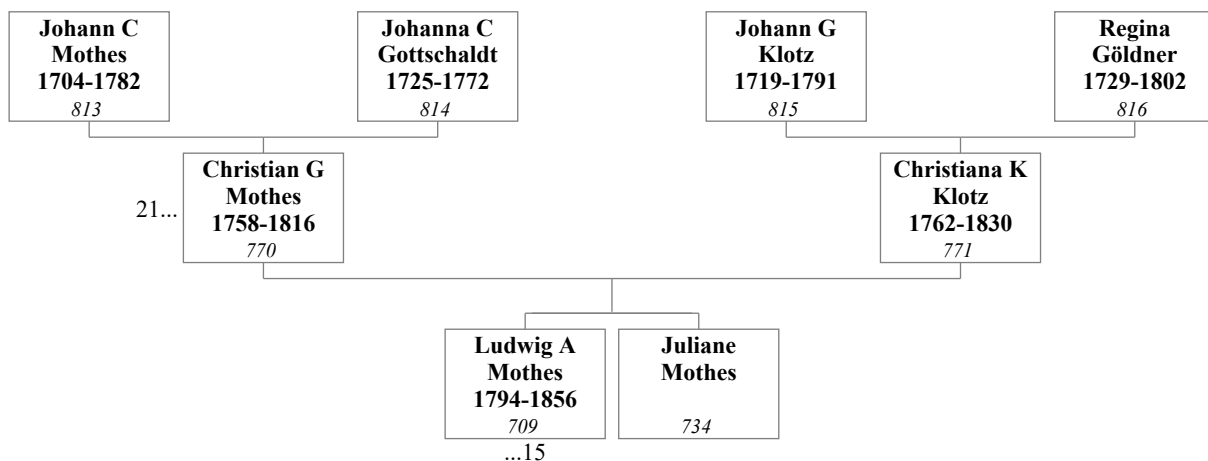 Johann C
Mothes
1704-1782
813
Johanna C
Gottschaldt
1725-1772
814
Johann G
Klotz
1719-1791
815
Regina
Göldner
1729-1802
816
21...
Christian G
Mothes
1758-1816
770
Christiana K
Klotz
1762-1830
771
Ludwig A
Mothes
1794-1856
709
...15
Juliane
Mothes
734